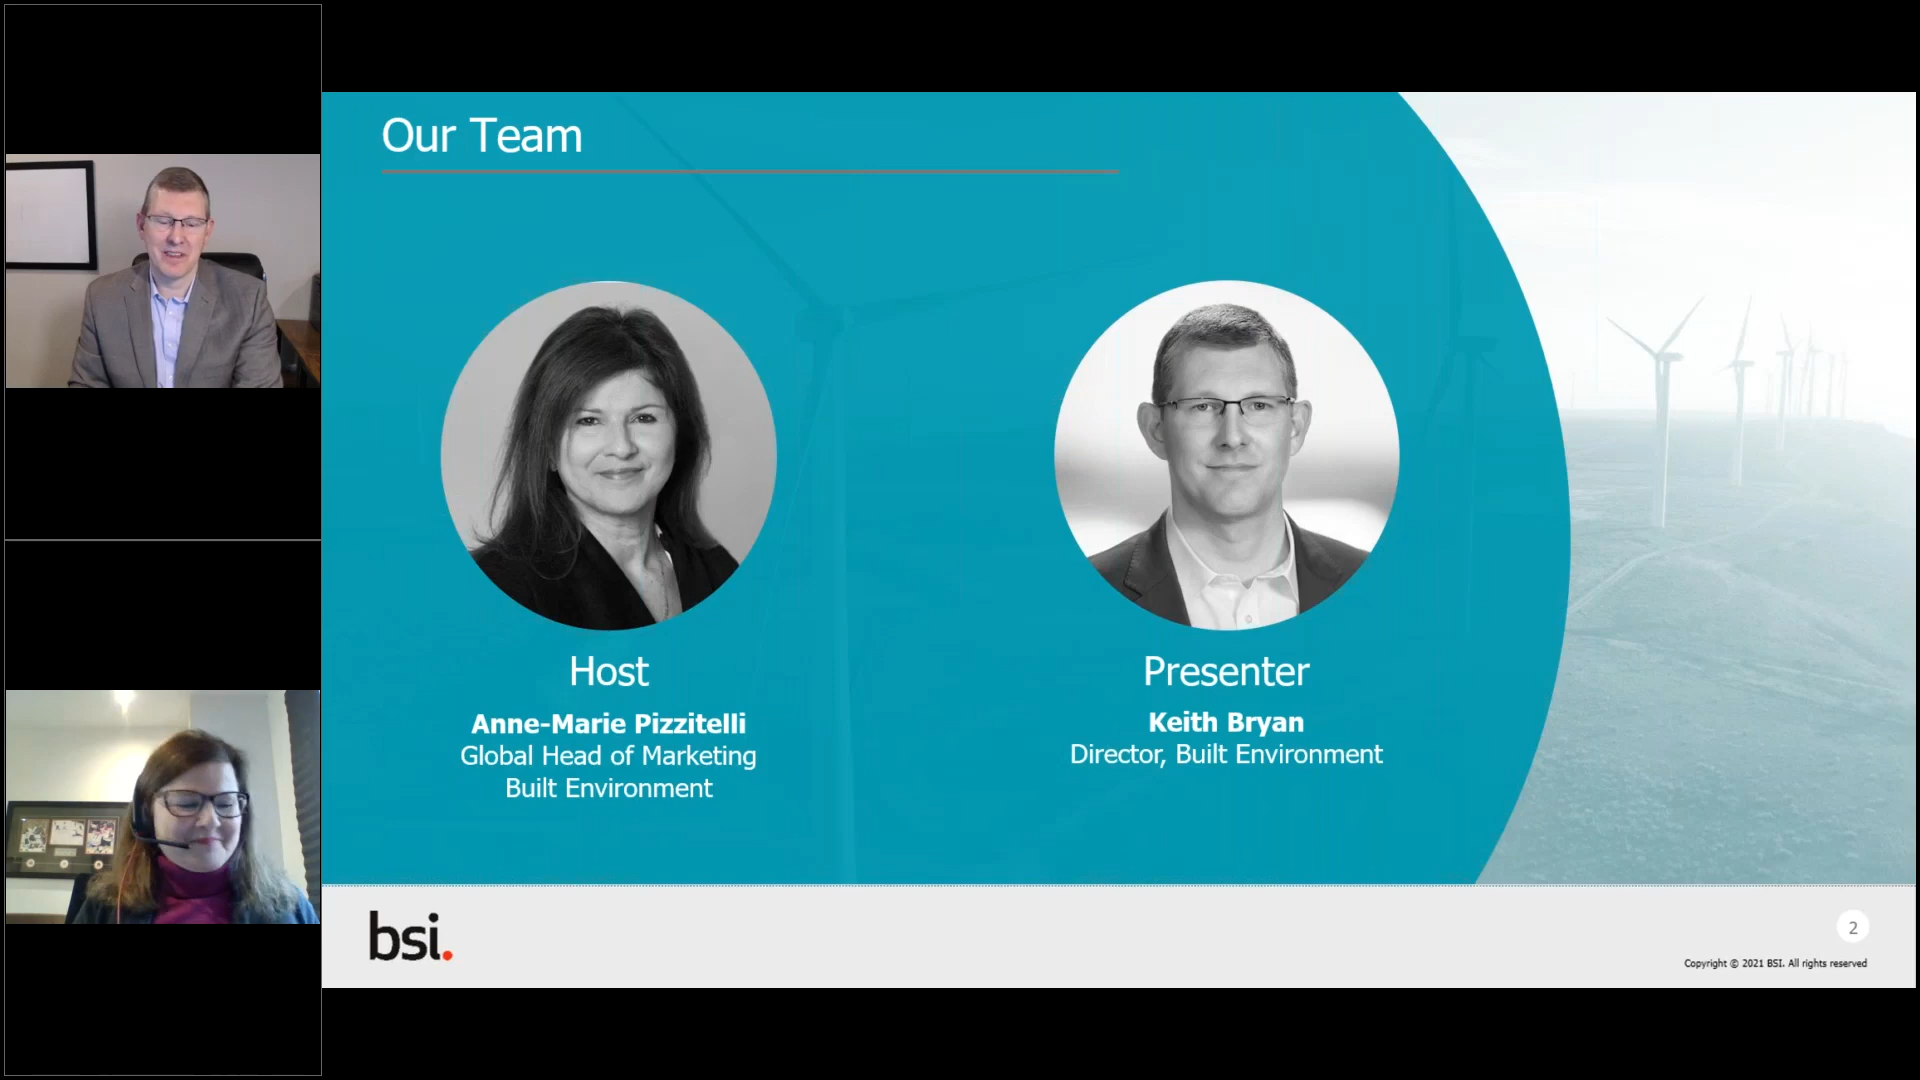 Our Team
Host
Anne-Marie Pizzitelli
Global Head of Marketing
Built Environment
Presenter
Keith Bryan
Director, Built Environment
bsi.
2
Copyright © 2021 BSI. All rights reserved